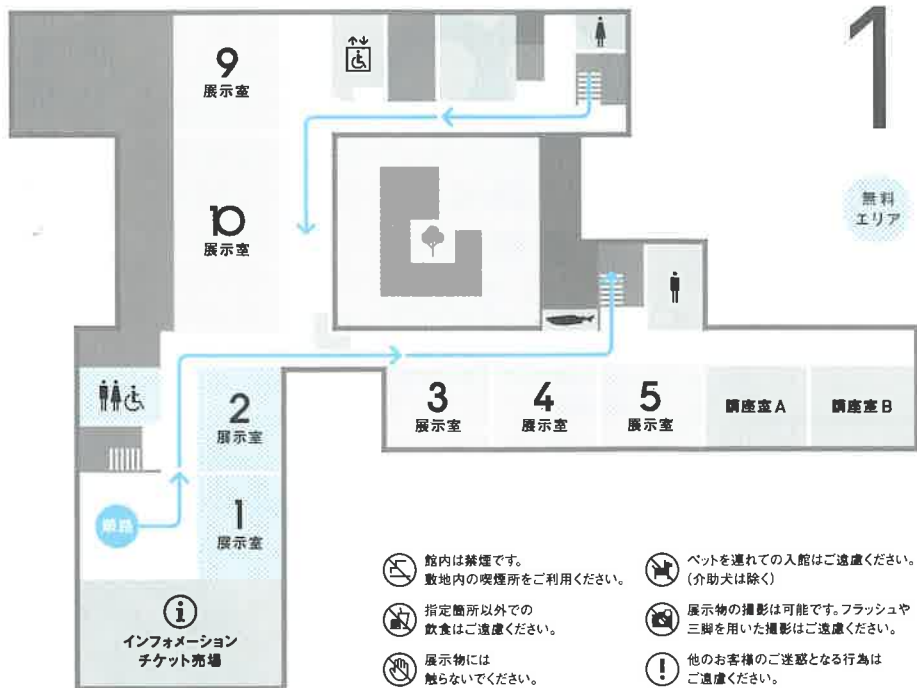 1
無料
エリア
9
展示室
10
展示室
2
展示室
1
展示室
順路
3
展示室
4
展示室
5
展示室
講座室A
講座室B
i
インフォメーション
チケット売場
館内は禁煙です。
敷地内の喫煙所をご利用ください。
指定箇所以外での
飲食はご遠慮ください。
展示物には
触らないでください。
ペットを連れての入館はご遠慮ください。
(介助犬は除く)
展示物の撮影は可能です。フラッシュや
三脚を用いた撮影はご遠慮ください。
!
他のお客様のご迷惑となる行為は
ご遠慮ください。